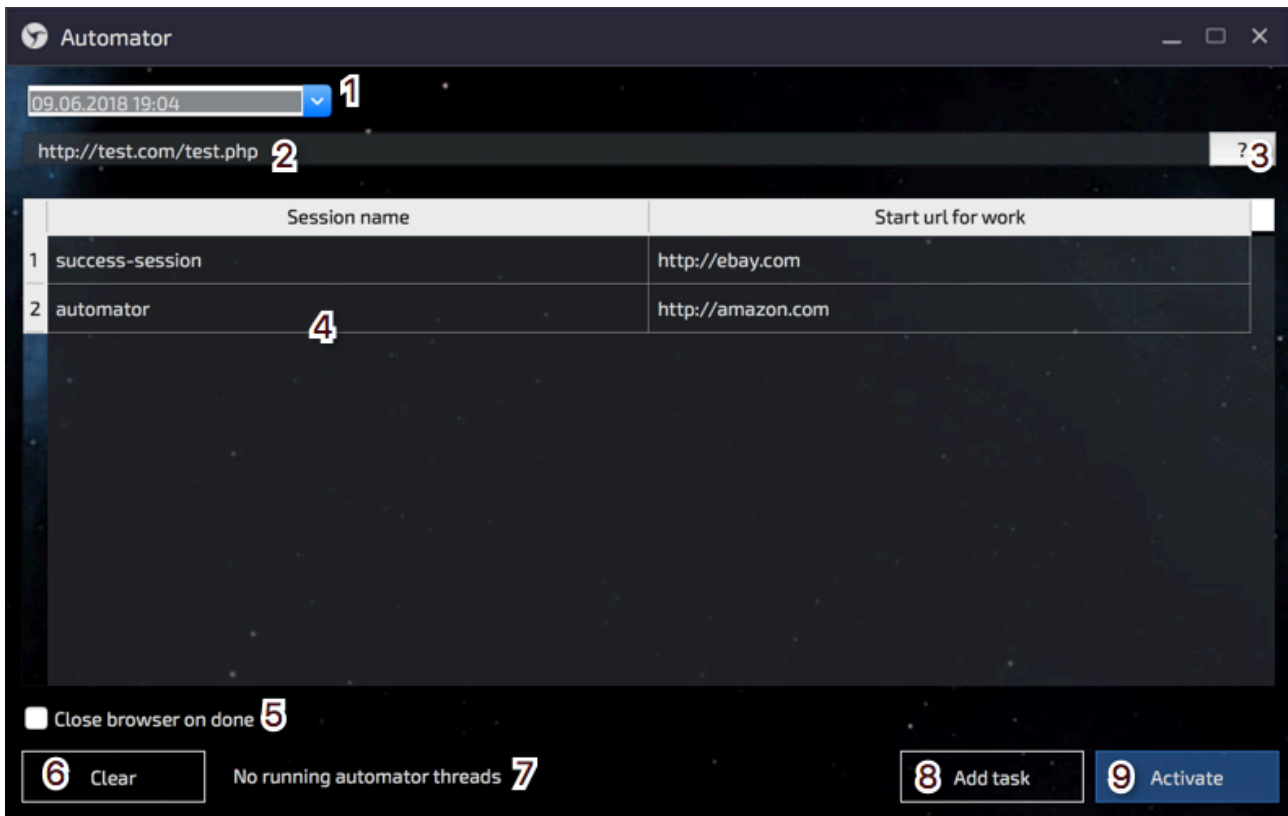 Automator
09.06.2018 19:04 1
http://test.com/test.php 2 ? 3
Session name Start url for work
1 success-session http://ebay.com
2 automator http://amazon.com
4
Close browser on done 5
6 Clear No running automator threads 7 8 Add task 9 Activate